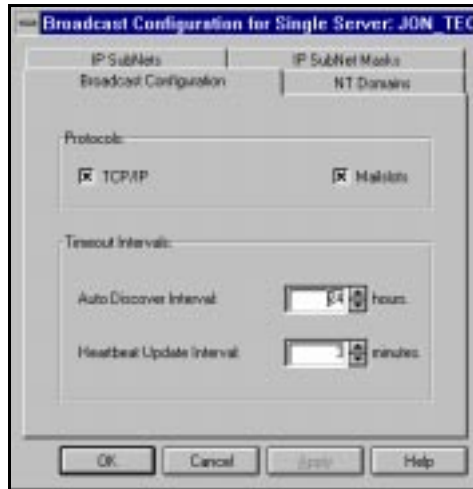 Broadcast Configuration for Single Server: JON_TEC
IP SubNets IP SubNet Masks
Broadcast Configuration NT Domains
Protocols:
TCP/IP Mailslots
Timeout Intervals:
Auto Discover Interval: 24 hours.
Heartbeat Update Interval: 3 minutes.
OK Cancel Apply Help